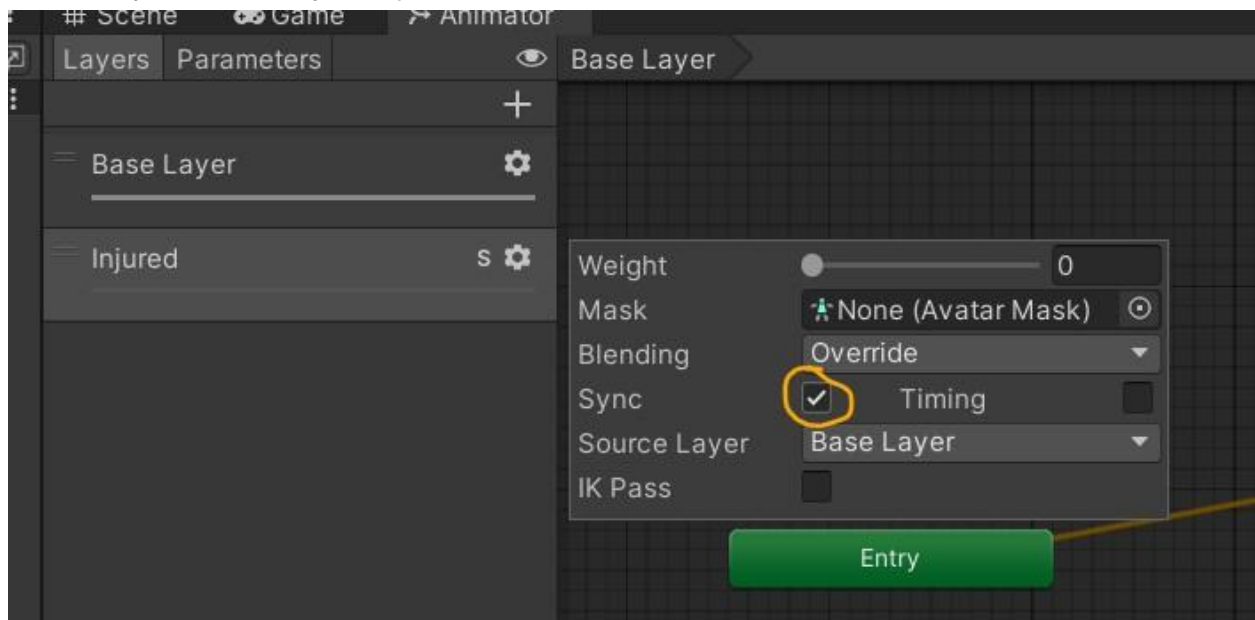 # Scene Game Animator
Layers Parameters Base Layer
Base Layer
Injured S
Weight 0
Mask None (Avatar Mask)
Blending Override
Sync Timing
Source Layer Base Layer
IK Pass
Entry